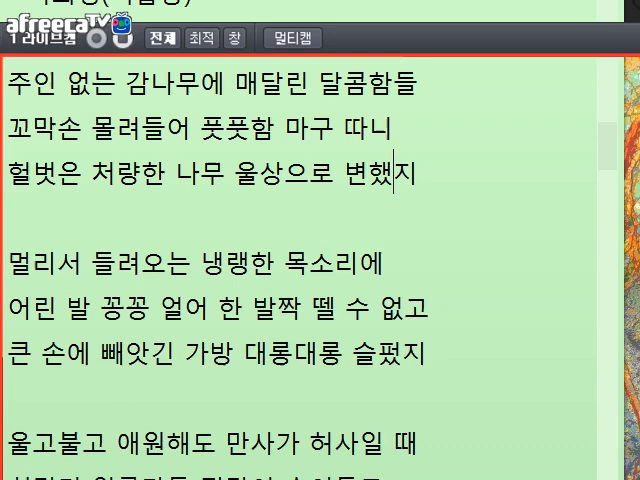 afreecaTV
1 라이브캠 전체 최적 창 멀티캠
주인 없는 감나무에 매달린 달콤함들
꼬막손 몰려들어 풋풋함 마구 따니
헐벗은 처량한 나무 울상으로 변했지
멀리서 들려오는 냉랭한 목소리에
어린 발 꽁꽁 얼어 한 발짝 뗄 수 없고
큰 손에 빼앗긴 가방 대롱대롱 슬펐지
울고불고 애원해도 만사가 허사일 때